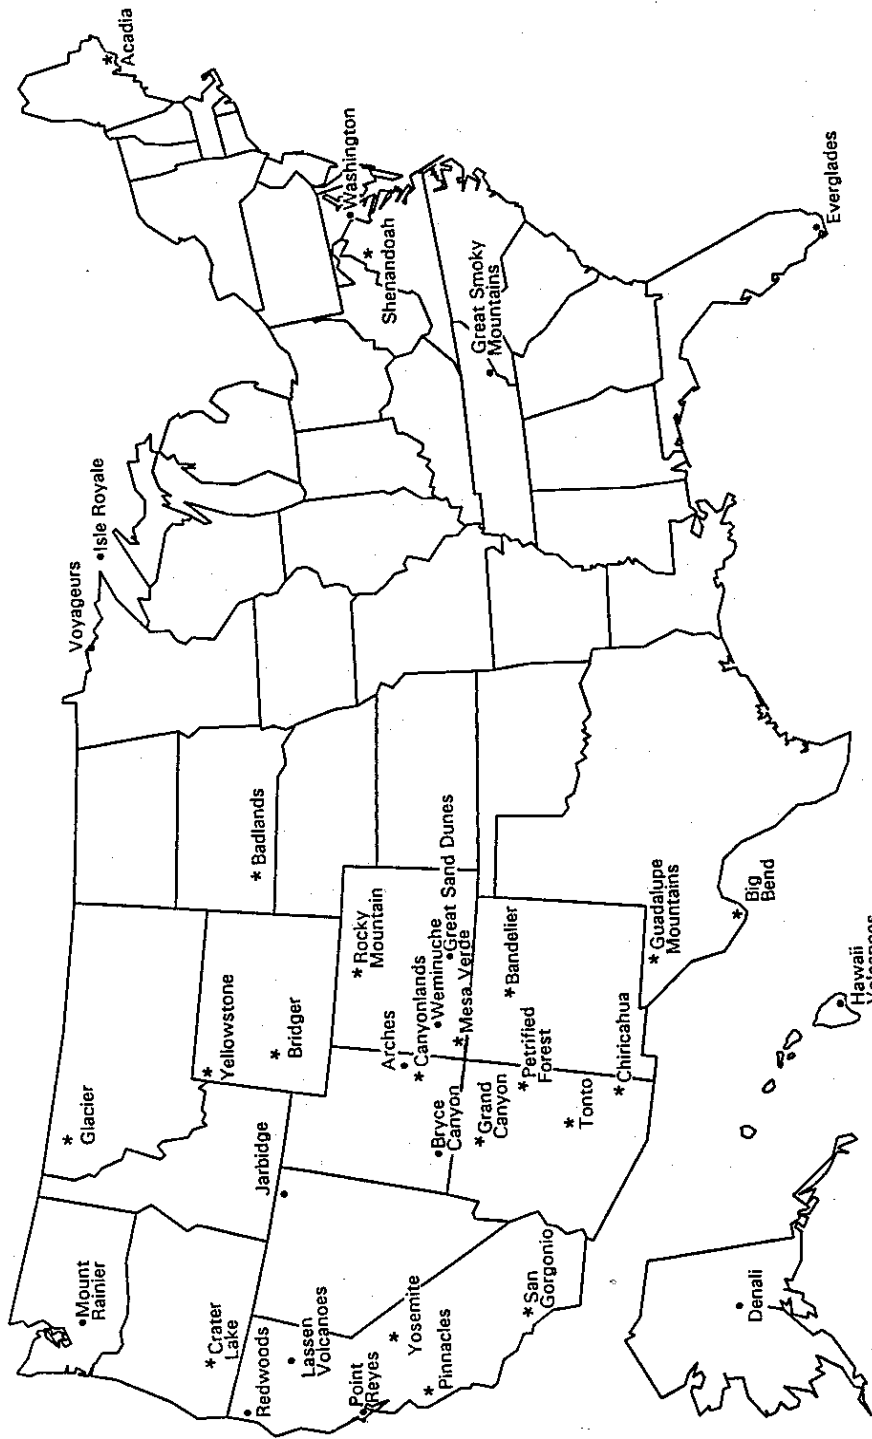 Acadia
Voyageurs
Isle Royale
Washington
Shenandoah
Great Smoky
Mountains
Everglades
Glacier
Mount
Rainier
Crater
Lake
Redwoods
Lassen
Volcanoes
Point
Reyes
Yosemite
Pinnacles
San
Gorgonio
Jarbidge
Yellowstone
Bridger
Badlands
Rocky
Mountain
Arches
Canyonlands
Weminuche
Great Sand Dunes
Mesa Verde
Bryce
Canyon
Grand
Canyon
Bandelier
Petrified
Forest
Tonto
Chiricahua
Guadalupe
Mountains
Big
Bend
Hawaii
Volcanoes
Denali